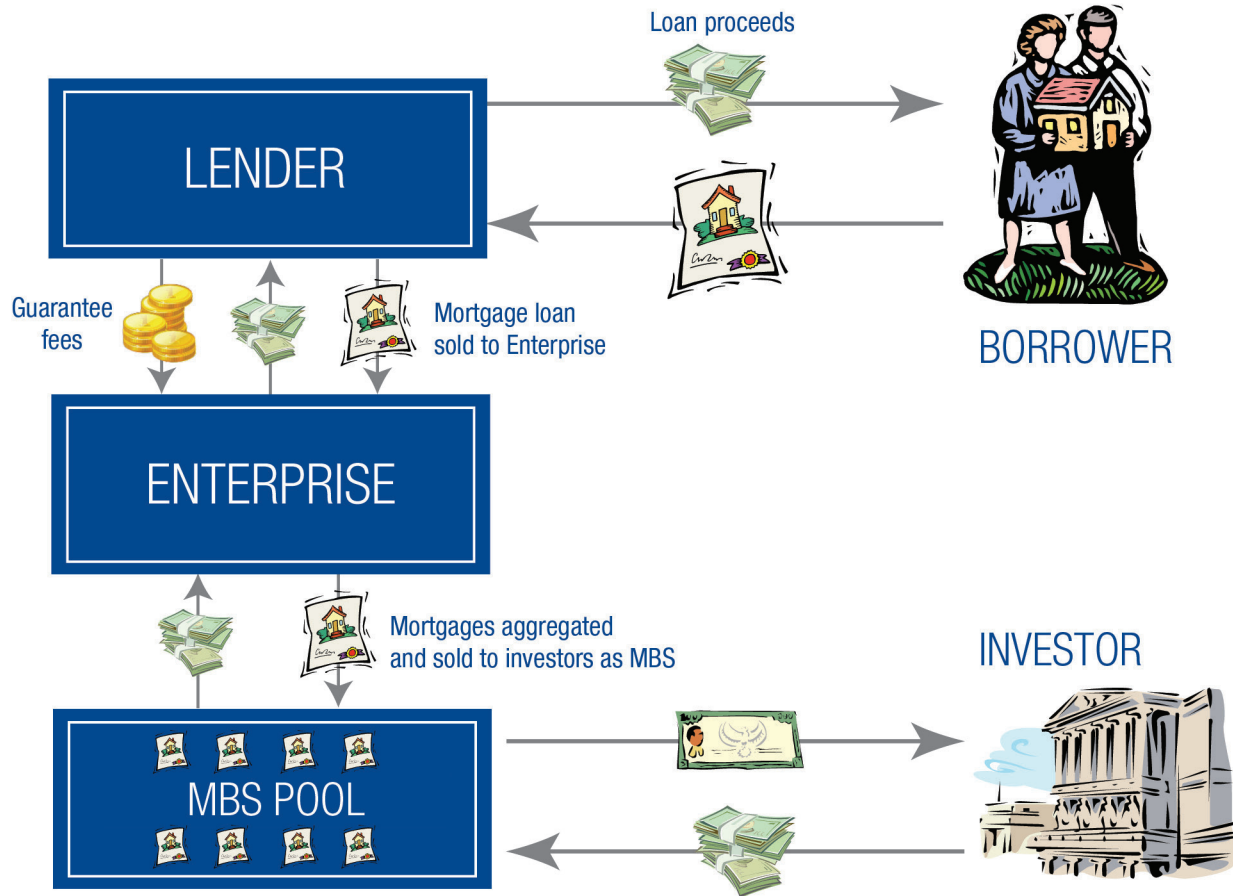 Loan proceeds
LENDER
Guarantee
fees
Mortgage loan
sold to Enterprise
BORROWER
ENTERPRISE
Mortgages aggregated
and sold to investors as MBS
INVESTOR
MBS POOL